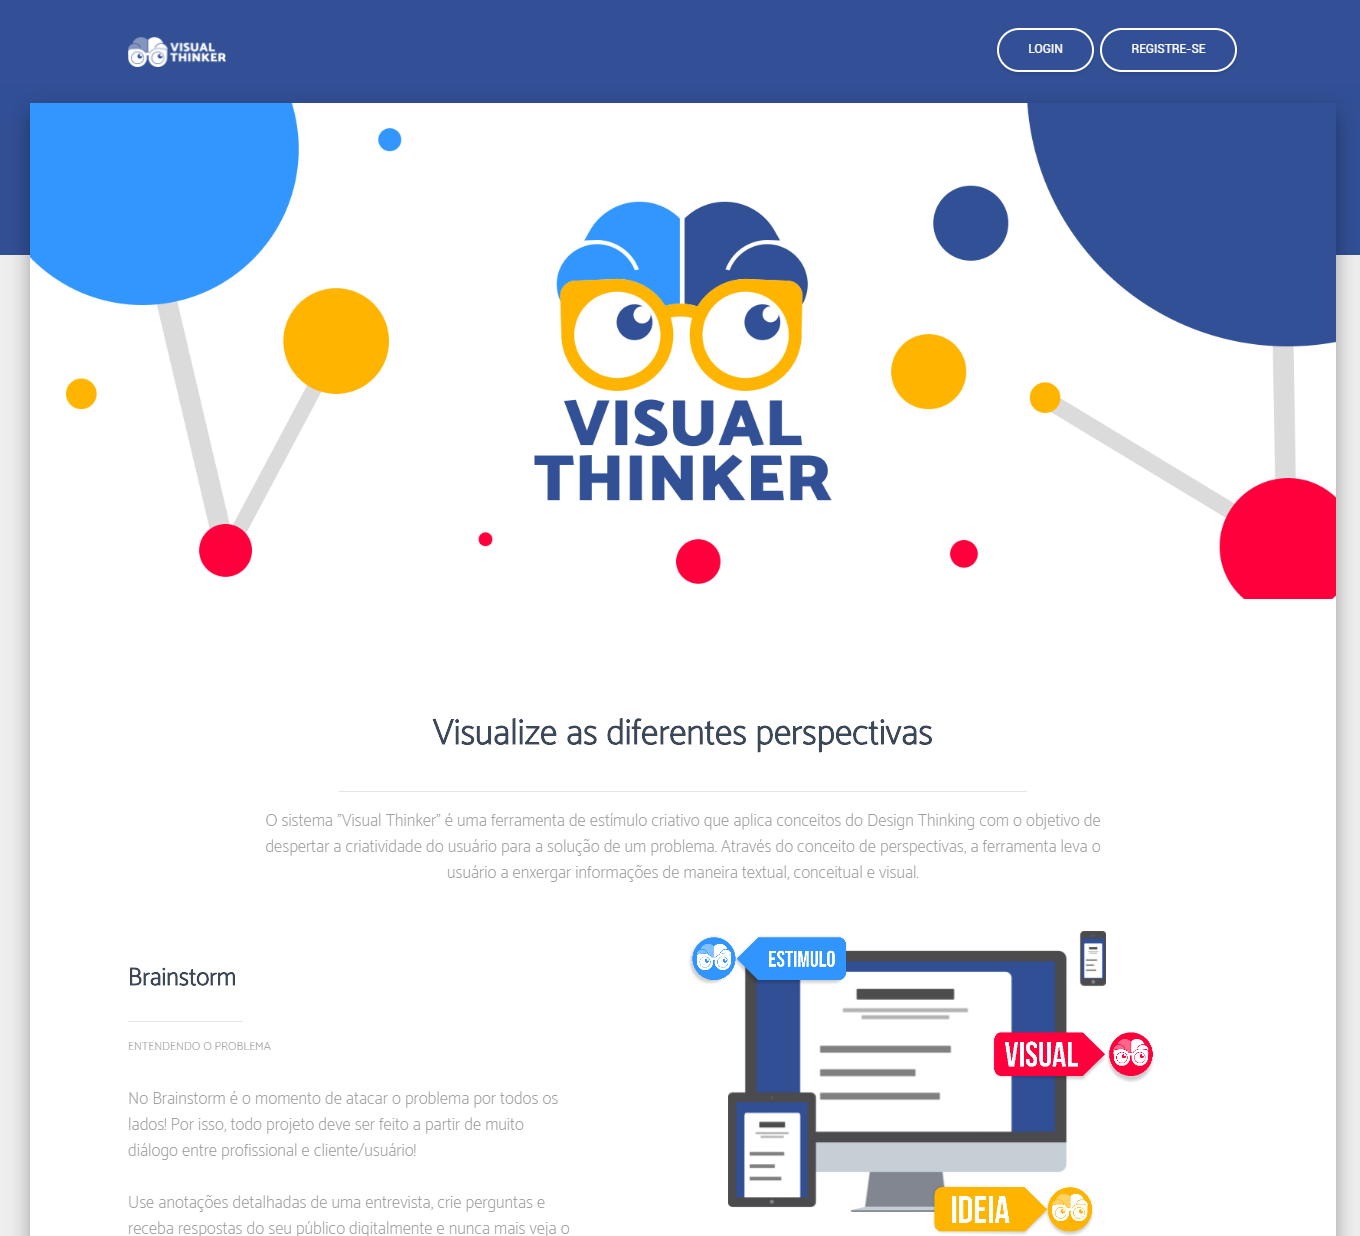 VISUAL
THINKER
LOGIN
REGISTRE-SE
VISUAL
THINKER
Visualize as diferentes perspectivas
O sistema "Visual Thinker" é uma ferramenta de estímulo criativo que aplica conceitos do Design Thinking com o objetivo de
despertar a criatividade do usuário para a solução de um problema. Através do conceito de perspectivas, a ferramenta leva o
usuário a enxergar informações de maneira textual, conceitual e visual.
Brainstorm
ENTENDENDO O PROBLEMA
No Brainstorm é o momento de atacar o problema por todos os
lados! Por isso, todo projeto deve ser feito a partir de muito
diálogo entre profissional e cliente/usuário!
Use anotações detalhadas de uma entrevista, crie perguntas e
receba respostas do seu público digitalmente e nunca mais veja o
ESTIMULO
VISUAL
IDEIA